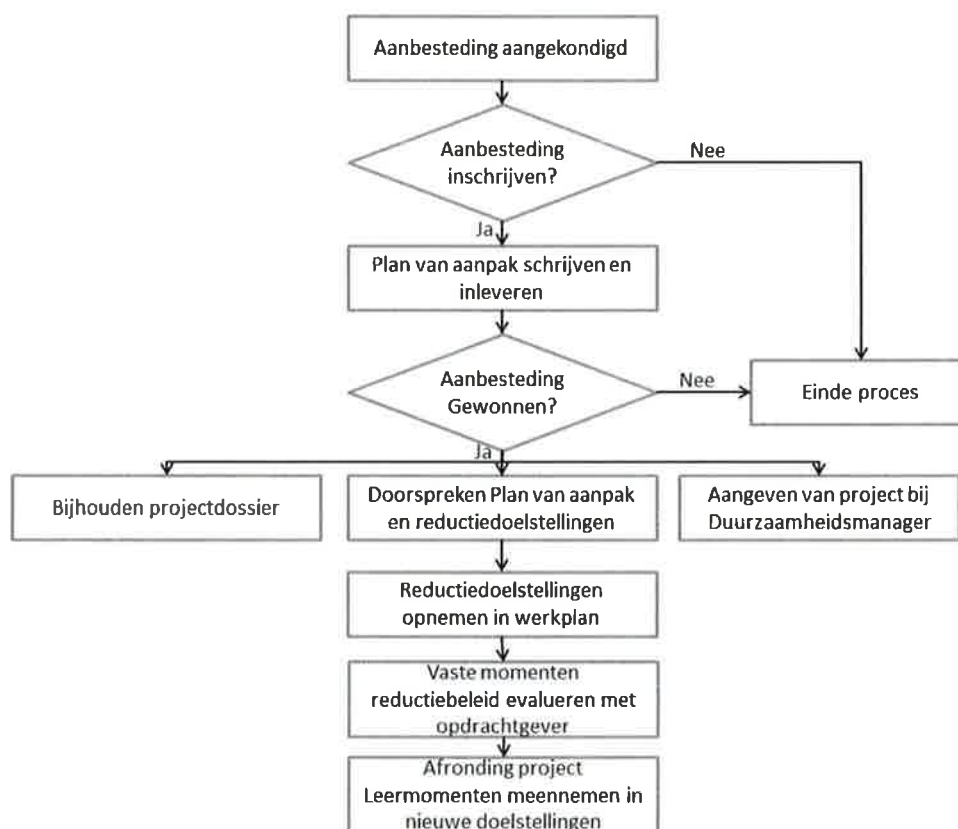 Aanbesteding aangekondigd
Aanbesteding
inschrijven?
Nee
Ja
Plan van aanpak schrijven en
inleveren
Aanbesteding
Gewonnen?
Nee
Einde proces
Ja
Bijhouden projectdossier
Doorspreken Plan van aanpak
en reductiedoelstellingen
Aangeven van project bij
Duurzaamheidsmanager
Reductiedoelstellingen
opnemen in werkplan
Vaste momenten
reductiebeleid evalueren met
opdrachtgever
Afronding project
Leermomenten meennemen in
nieuwe doelstellingen